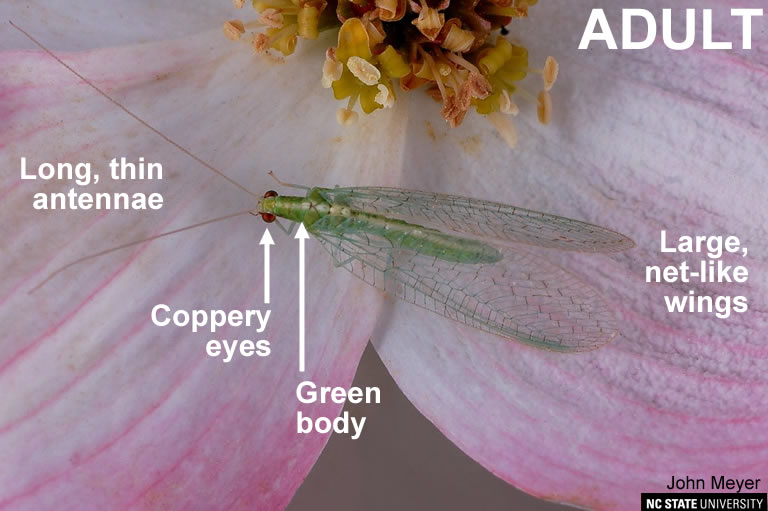 ADULT
Long, thin
antennae
Large,
net-like
wings
Coppery
eyes
Green
body
John Meyer
NC STATE UNIVERSITY